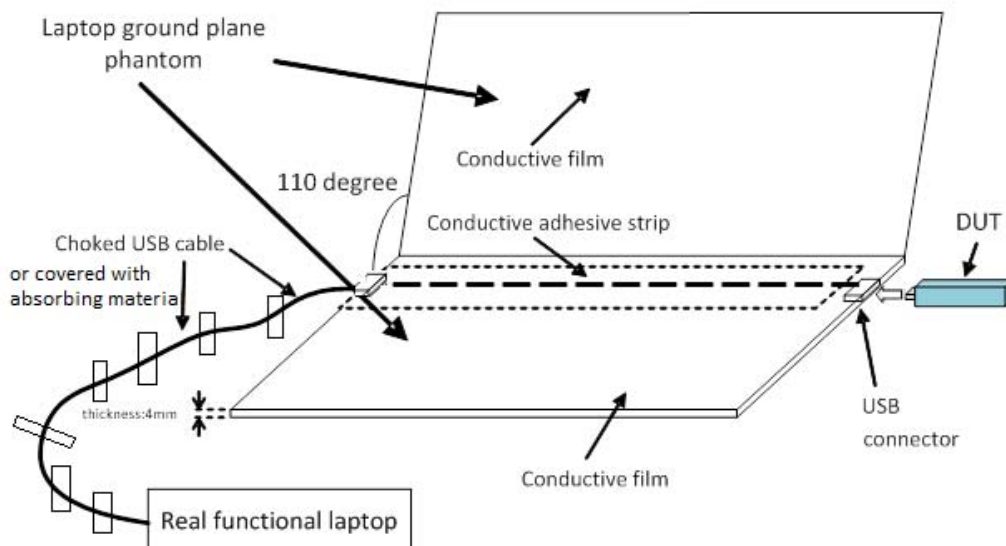 Laptop ground plane
phantom
Conductive film
110 degree
Conductive adhesive strip
DUT
Choked USB cable
or covered with
absorbing materia
thickness:4mm
USB
connector
Conductive film
Real functional laptop